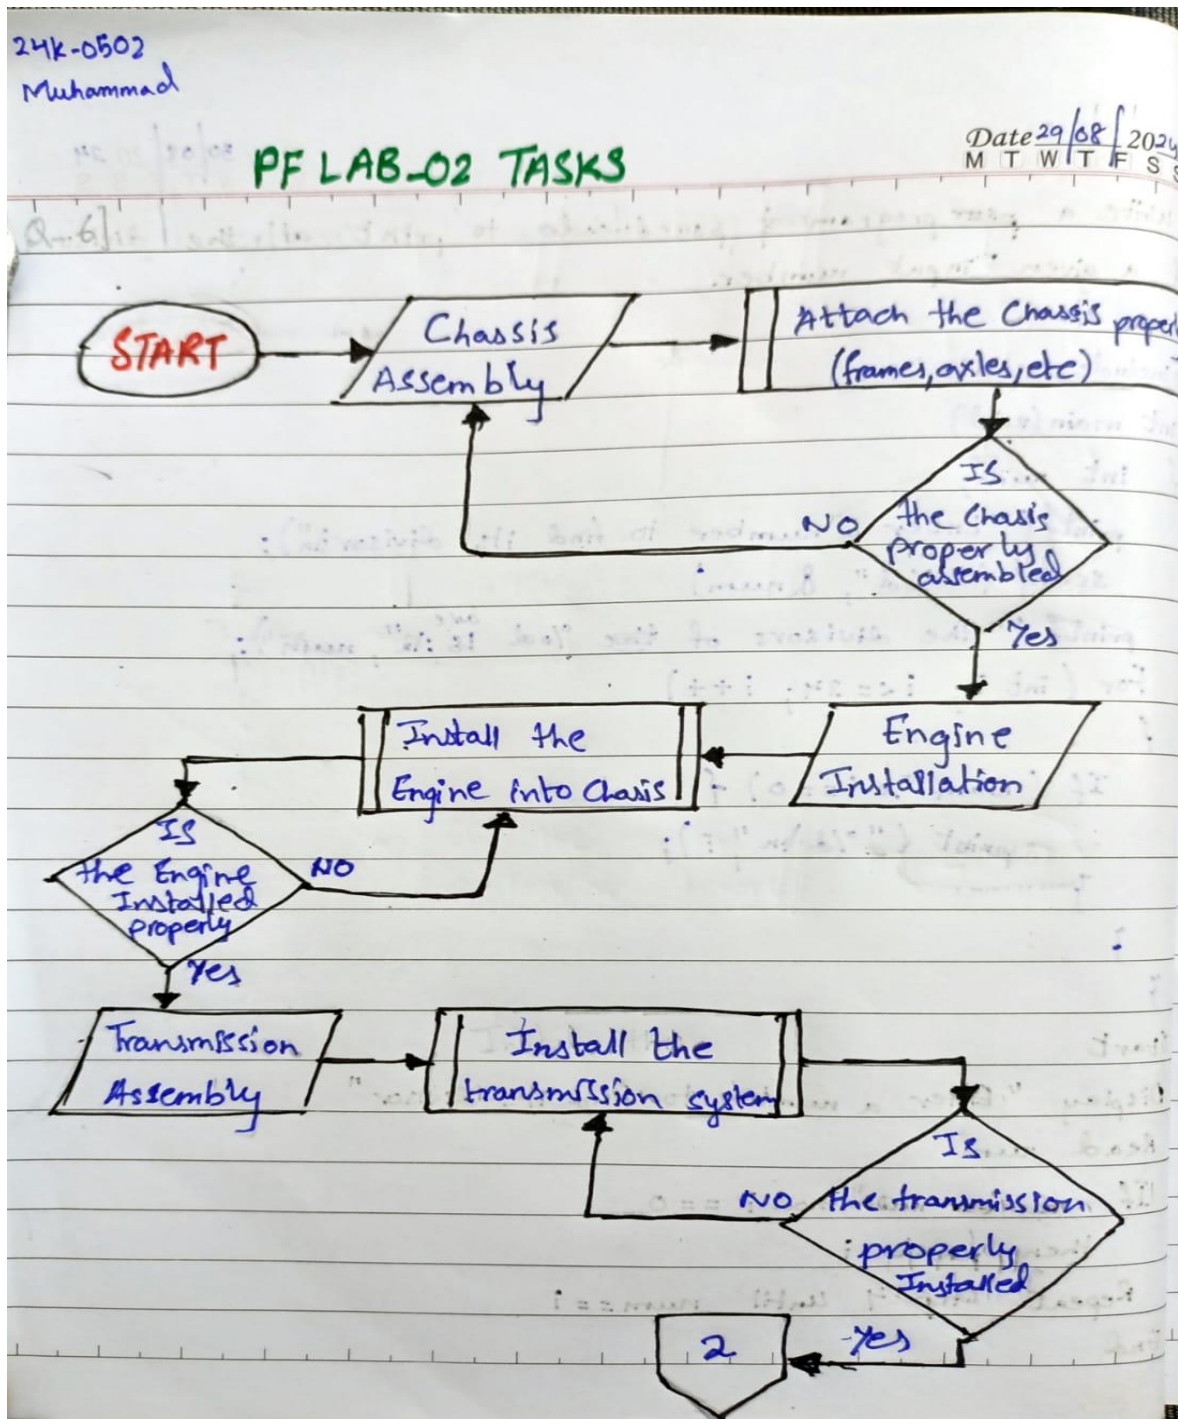 24K-0502
Muhammad
Date 29/08/2024
M T W T F S S
PF LAB-02 TASKS
START
Chassis
Assembly
Attach the Chassis
(frames, axles, etc)
IS
the Chasis
properly
assembled
NO
Yes
Engine
Installation
Install the
Engine into Chasis
IS
the Engine
Installed
properly
NO
Yes
Transmission
Assembly
Install the
transmission system
Is
the transmission
properly
Installed
NO
Yes
2